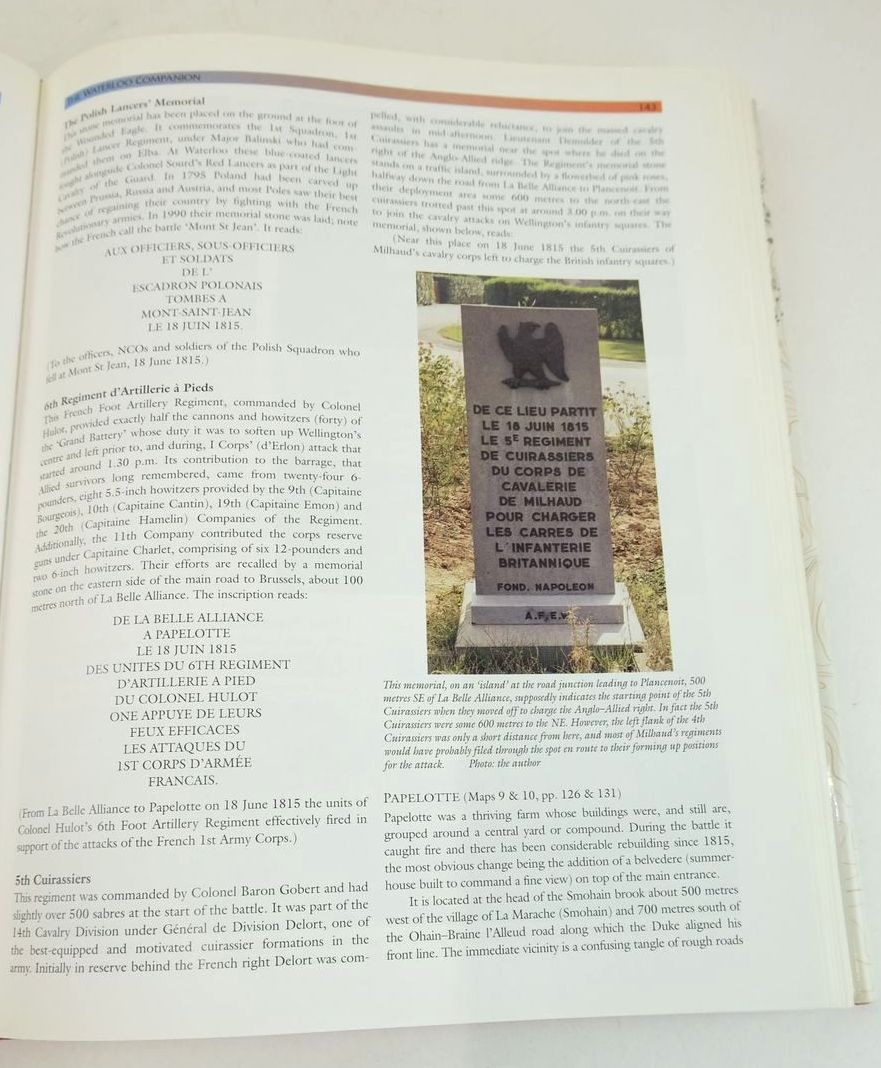 THE WATERLOO COMPANION
143
The Polish Lancers' Memorial
This stone memorial has been placed on the ground at the foot of
the Wounded Eagle. It commemorates the 1st Squadron, 1st
(Polish) Lancer Regiment, under Major Balinski who had com-
manded them on Elba. At Waterloo these blue-coated lancers
fought alongside Colonel Sourd's Red Lancers as part of the Light
Cavalry of the Guard. In 1795 Poland had been carved up
between Prussia, Russia and Austria, and most Poles saw their best
chance of regaining their country by fighting with the French
Revolutionary armies. In 1990 their memorial stone was laid; note
how the French call the battle 'Mont St Jean'. It reads:
AUX OFFICIERS, SOUS-OFFICIERS
ET SOLDATS
DE L'
ESCADRON POLONAIS
TOMBES A
MONT-SAINT-JEAN
LE 18 JUIN 1815.
(To the officers, NCOs and soldiers of the Polish Squadron who
fell at Mont St Jean, 18 June 1815.)
6th Regiment d'Artillerie à Pieds
This French Foot Artillery Regiment, commanded by Colonel
Hulot, provided exactly half the cannons and howitzers (forty) of
the 'Grand Battery' whose duty it was to soften up Wellington's
centre and left prior to, and during, I Corps' (d'Erlon) attack that
started around 1.30 p.m. Its contribution to the barrage, that
Allied survivors long remembered, came from twenty-four 6-
pounders, eight 5.5-inch howitzers provided by the 9th (Capitaine
Bourgeois), 10th (Capitaine Cantin), 19th (Capitaine Emon) and
the 20th (Capitaine Hamelin) Companies of the Regiment.
Additionally, the 11th Company contributed the corps reserve
guns under Capitaine Charlet, comprising of six 12-pounders and
two 6-inch howitzers. Their efforts are recalled by a memorial
stone on the eastern side of the main road to Brussels, about 100
metres north of La Belle Alliance. The inscription reads:
DE LA BELLE ALLIANCE
A PAPELOTTE
LE 18 JUIN 1815
DES UNITES DU 6TH REGIMENT
D'ARTILLERIE A PIED
DU COLONEL HULOT
ONE APPUYE DE LEURS
FEUX EFFICACES
LES ATTAQUES DU
1ST CORPS D'ARMÉE
FRANCAIS.
(From La Belle Alliance to Papelotte on 18 June 1815 the units of
Colonel Hulot's 6th Foot Artillery Regiment effectively fired in
support of the attacks of the French 1st Army Corps.)
5th Cuirassiers
This regiment was commanded by Colonel Baron Gobert and had
slightly over 500 sabres at the start of the battle. It was part of the
14th Cavalry Division under Général de Division Delort, one of
the best-equipped and motivated cuirassier formations in the
army. Initially in reserve behind the French right Delort was com-
pelled, with considerable reluctance, to join the massed cavalry
assaults in mid-afternoon. Lieutenant Demulder of the 5th
Cuirassiers has a memorial near the spot where he died on the
right of the Anglo-Allied ridge. The Regiment's memorial stone
stands on a traffic island, surrounded by a flowerbed of pink roses,
halfway down the road from La Belle Alliance to Plancenoit. From
their deployment area some 600 metres to the north-east the
cuirassiers trotted past this spot at around 3.00 p.m. on their way
to join the cavalry attacks on Wellington's infantry squares. The
memorial, shown below, reads:
(Near this place on 18 June 1815 the 5th Cuirassiers of
Milhaud's cavalry corps left to charge the British infantry squares.)
DE CE LIEU PARTIT
LE 18 JUIN 1815
LE 5E REGIMENT
DE CUIRASSIERS
DU CORPS DE
CAVALERIE
DE MILHAUD
POUR CHARGER
LES CARRES DE
L'INFANTERIE
BRITANNIQUE
FOND. NAPOLEON
A.F.E.
This memorial, on an 'island' at the road junction leading to Plancenoit, 500
metres SE of La Belle Alliance, supposedly indicates the starting point of the 5th
Cuirassiers when they moved off to charge the Anglo-Allied right. In fact the 5th
Cuirassiers were some 600 metres to the NE. However, the left flank of the 4th
Cuirassiers was only a short distance from here, and most of Milhaud's regiments
would have probably filed through the spot en route to their forming up positions
for the attack. Photo: the author
PAPELOTTE (Maps 9 & 10, pp. 126 & 131)
Papelotte was a thriving farm whose buildings were, and still are,
grouped around a central yard or compound. During the battle it
caught fire and there has been considerable rebuilding since 1815,
the most obvious change being the addition of a belvedere (summer-
house built to command a fine view) on top of the main entrance.
It is located at the head of the Smohain brook about 500 metres
west of the village of La Marache (Smohain) and 700 metres south of
the Ohain–Braine l'Alleud road along which the Duke aligned his
front line. The immediate vicinity is a confusing tangle of rough roads